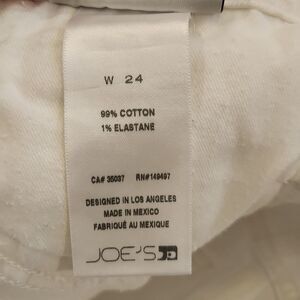 W 24
99% COTTON
1% ELASTANE
CA# 35037 RN#149497
DESIGNED IN LOS ANGELES
MADE IN MEXICO
FABRIQUÉ AU MEXIQUE
JOE'S